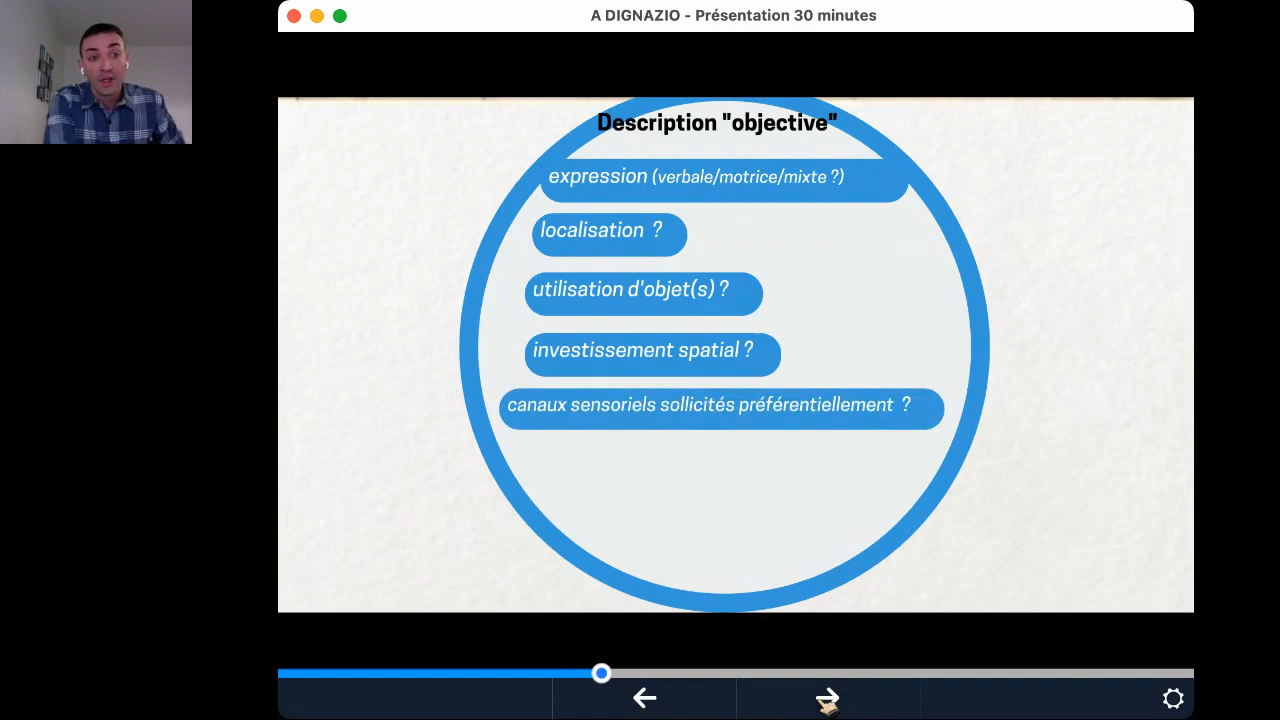 A DIGNAZIO - Présentation 30 minutes
Description "objective"
expression (verbale/motrice/mixte ?)
localisation ?
utilisation d'objet(s) ?
investissement spatial ?
canaux sensoriels sollicités préférentiellement ?